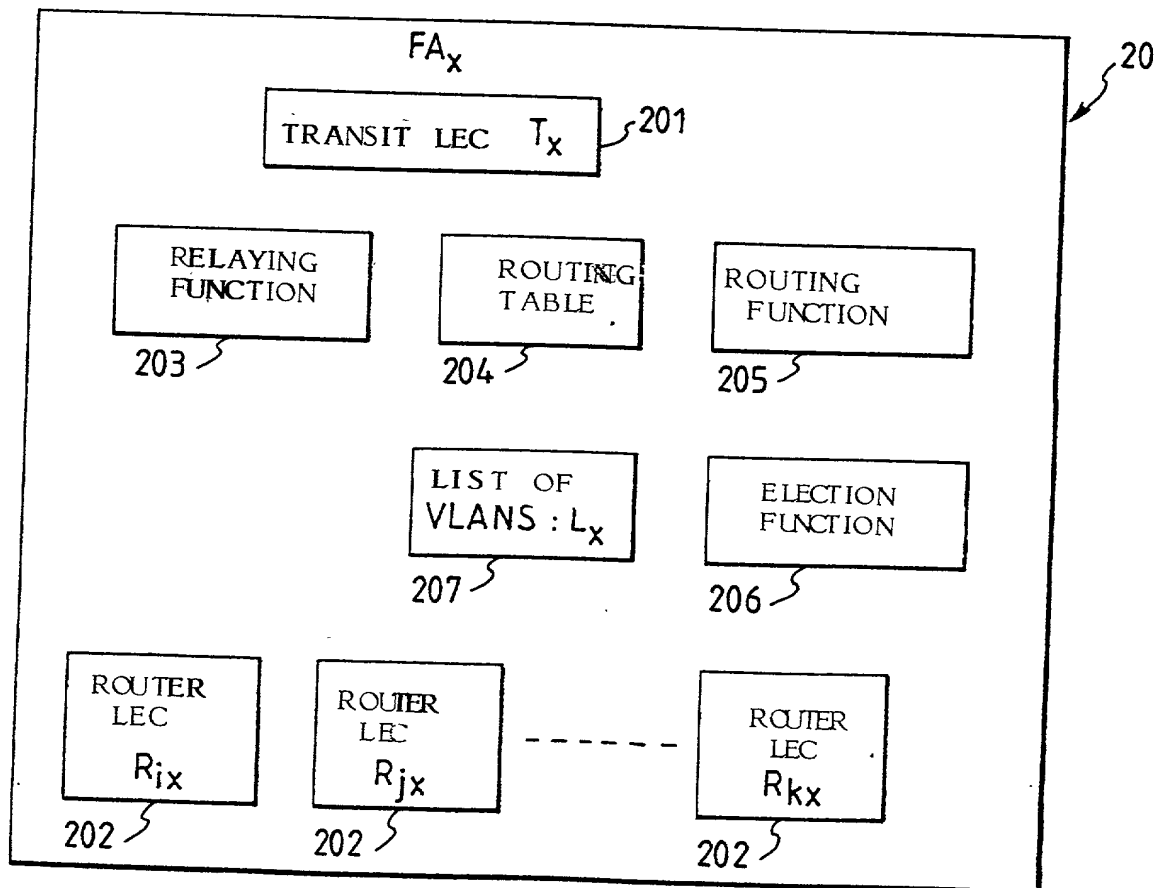 FAx
20
TRANSIT LEC Tx
201
RELAYING
FUNCTION
203
ROUTING
TABLE
204
ROUTING
FUNCTION
205
LIST OF
VLANS : Lx
207
ELECTION
FUNCTION
206
ROUTER
LEC
Rix
202
ROUTER
LEC
Rjx
202
ROUTER
LEC
Rkx
202